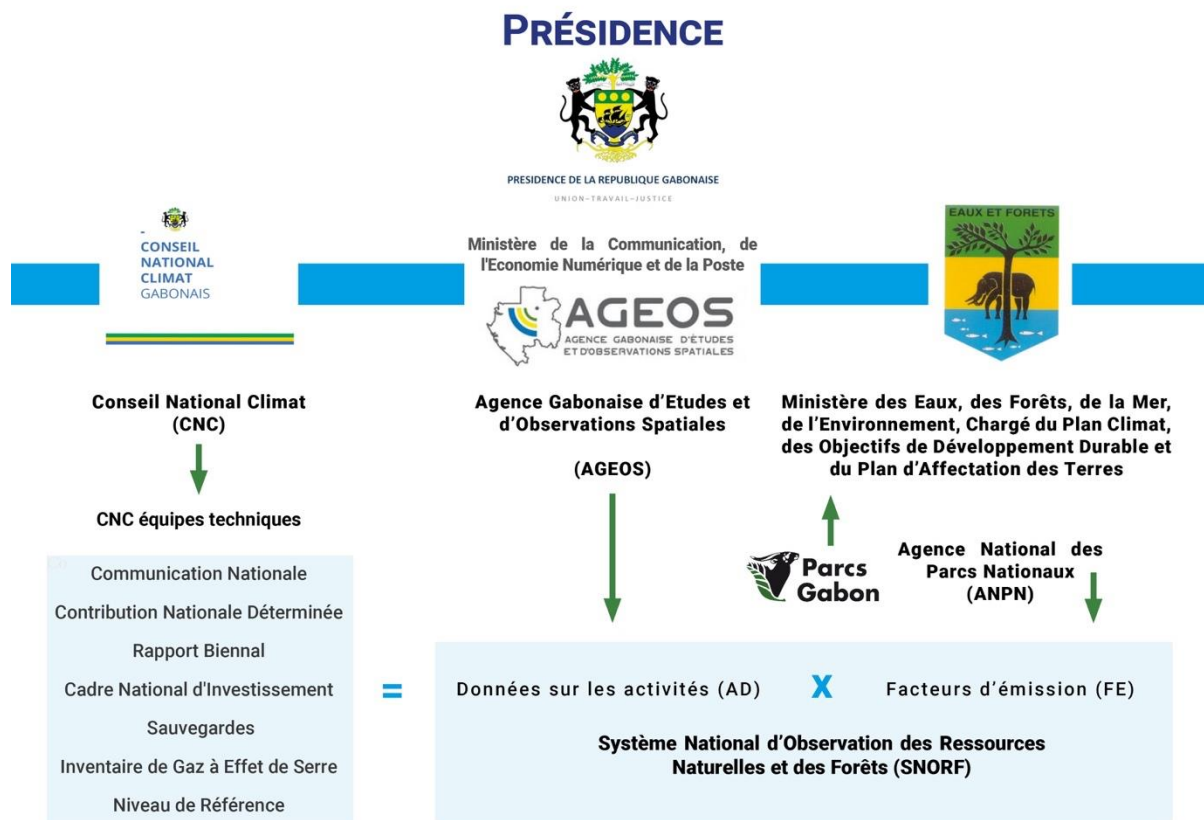 PRÉSIDENCE
PRESIDENCE DE LA REPUBLIQUE GABONAISE
UNION–TRAVAIL–JUSTICE
CONSEIL
NATIONAL
CLIMAT
GABONAIS
Ministère de la Communication, de
l'Economie Numérique et de la Poste
AGEOS
AGENCE GABONAISE D'ÉTUDES
ET D'OBSERVATIONS SPATIALES
EAUX ET FORETS
Conseil National Climat
(CNC)
CNC équipes techniques
Agence Gabonaise d’Etudes et
d’Observations Spatiales
(AGEOS)
Ministère des Eaux, des Forêts, de la Mer,
de l’Environnement, Chargé du Plan Climat,
des Objectifs de Développement Durable et
du Plan d’Affectation des Terres
Parcs
Gabon
Agence National des
Parcs Nationaux
(ANPN)
Communication Nationale
Contribution Nationale Déterminée
Rapport Biennal
Cadre National d'Investissement
Sauvegardes
Inventaire de Gaz à Effet de Serre
Niveau de Référence
=
Données sur les activités (AD) X Facteurs d’émission (FE)
Système National d’Observation des Ressources
Naturelles et des Forêts (SNORF)